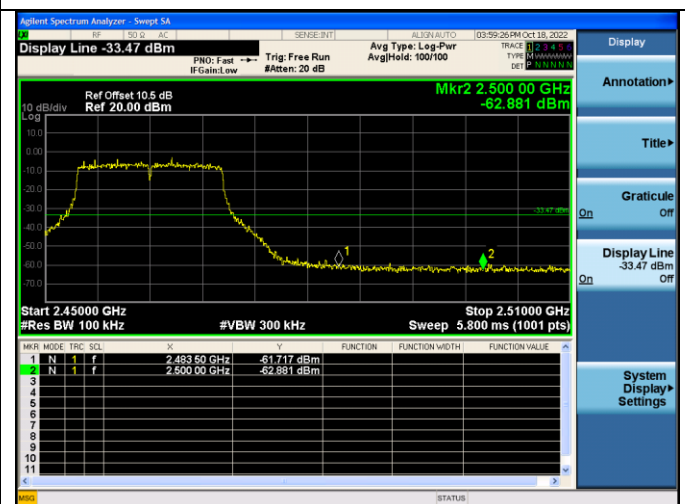 Agilent Spectrum Analyzer - Swept SA
RF 50 Ω AC SENSE:INT ALIGN AUTO 03:59:26 PM Oct 18, 2022
Display Line -33.47 dBm
Avg Type: Log-Pwr
TRACE 1 2 3 4 5 6
PNO: Fast Trig: Free Run
Avg|Hold: 100/100
TYPE M
IFGain:Low #Atten: 20 dB
DET P N N N N N
Mkr2 2.500 00 GHz
-62.881 dBm
Ref Offset 10.5 dB
10 dB/div Ref 20.00 dBm
Log
10.0
0.00
-10.0
-20.0
-30.0
-33.47 dBm
-40.0
-50.0
-60.0
-70.0
1
2
Start 2.45000 GHz Stop 2.51000 GHz
#Res BW 100 kHz #VBW 300 kHz Sweep 5.800 ms (1001 pts)
MKR MODE TRC SCL X Y FUNCTION FUNCTION WIDTH FUNCTION VALUE
1 N 1 f 2.483 50 GHz -61.717 dBm
2 N 1 f 2.500 00 GHz -62.881 dBm
3
4
5
6
7
8
9
10
11
MSG STATUS
Display
Annotation
Title
Graticule
On Off
Display Line
-33.47 dBm
On Off
System
Display
Settings